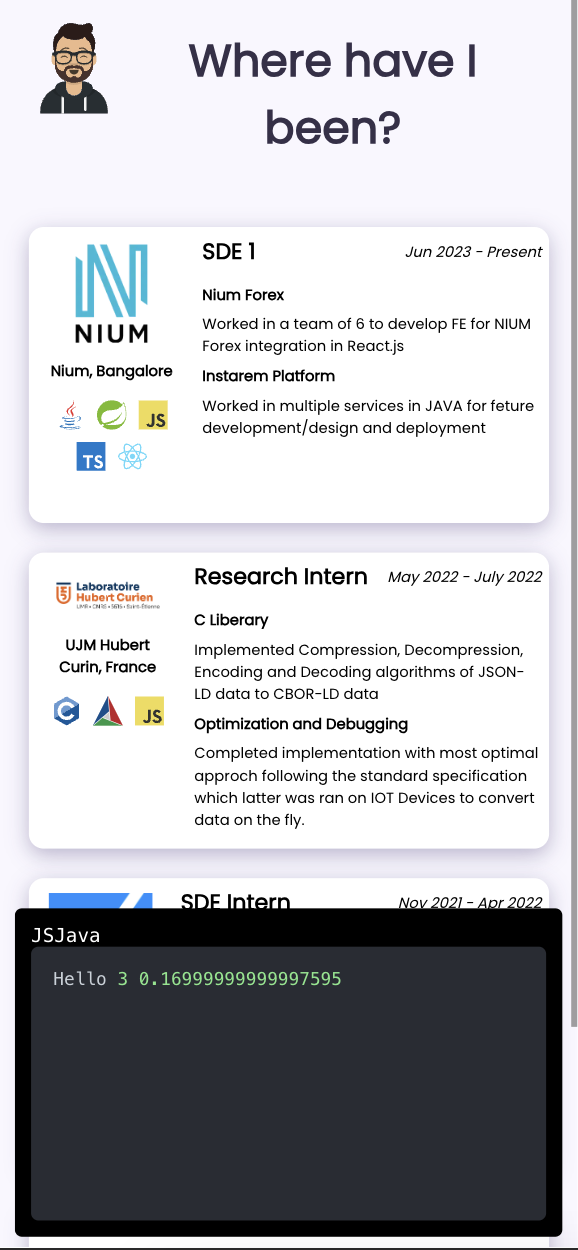 Where have I
been?
SDE 1
Jun 2023 - Present
NIUM
Nium, Bangalore
JS
TS
Nium Forex
Worked in a team of 6 to develop FE for NIUM
Forex integration in React.js
Instarem Platform
Worked in multiple services in JAVA for feture
development/design and deployment
Research Intern
May 2022 - July 2022
Laboratoire
Hubert Curien
UMR • CNRS • 5516 • Saint-Étienne
UJM Hubert
Curin, France
C
JS
C Liberary
Implemented Compression, Decompression,
Encoding and Decoding algorithms of JSON-
LD data to CBOR-LD data
Optimization and Debugging
Completed implementation with most optimal
approch following the standard specification
which latter was ran on IOT Devices to convert
data on the fly.
SDE Intern
Nov 2021 - Apr 2022
JSJava
Hello 3 0.16999999999997595